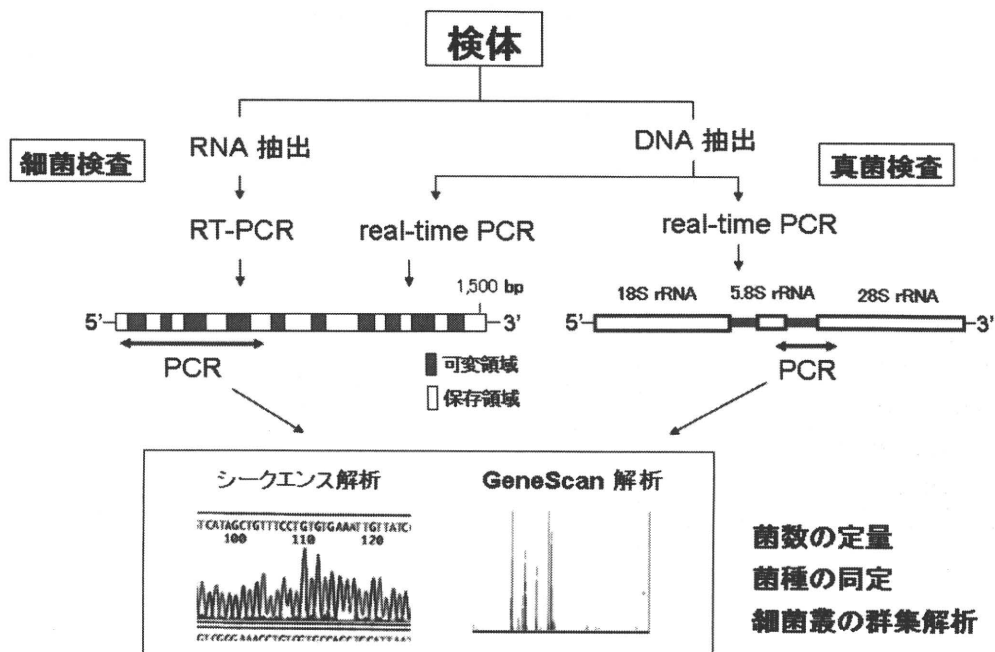 検体
RNA 抽出
DNA 抽出
細菌検査
真菌検査
RT-PCR
real-time PCR
real-time PCR
1,500 bp
18S rRNA
5.8S rRNA
28S rRNA
5'
3'
5'
3'
PCR
可変領域
保存領域
PCR
シークエンス解析
GeneScan 解析
T CATAGCTGTTTCCTGTGTGAAATTGTTATC
100 110 120
菌数の定量
菌種の同定
細菌叢の群集解析